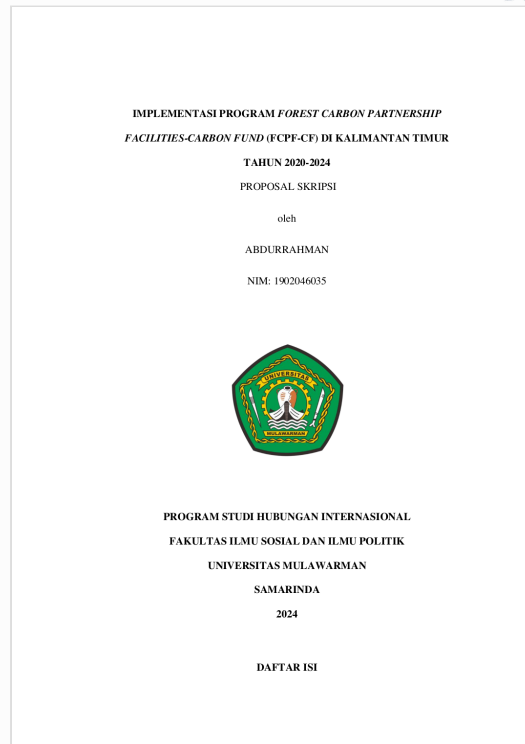 IMPLEMENTASI PROGRAM FOREST CARBON PARTNERSHIP
FACILITIES-CARBON FUND (FCPF-CF) DI KALIMANTAN TIMUR
TAHUN 2020-2024
PROPOSAL SKRIPSI
oleh
ABDURRAHMAN
NIM: 1902046035
UNIVERSITAS
MULAWARMAN
PROGRAM STUDI HUBUNGAN INTERNASIONAL
FAKULTAS ILMU SOSIAL DAN ILMU POLITIK
UNIVERSITAS MULAWARMAN
SAMARINDA
2024
DAFTAR ISI